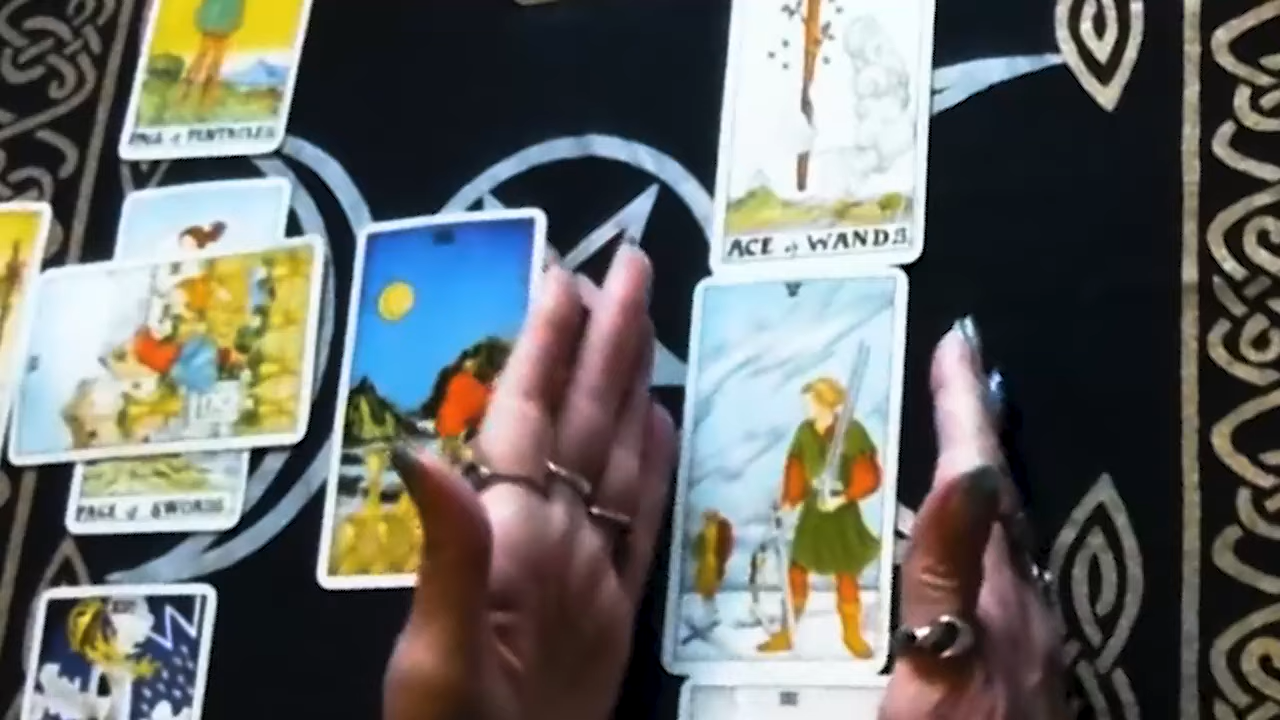 PAGE of PENTACLES
ACE of WANDS.
V
PAGE of SWORDS.